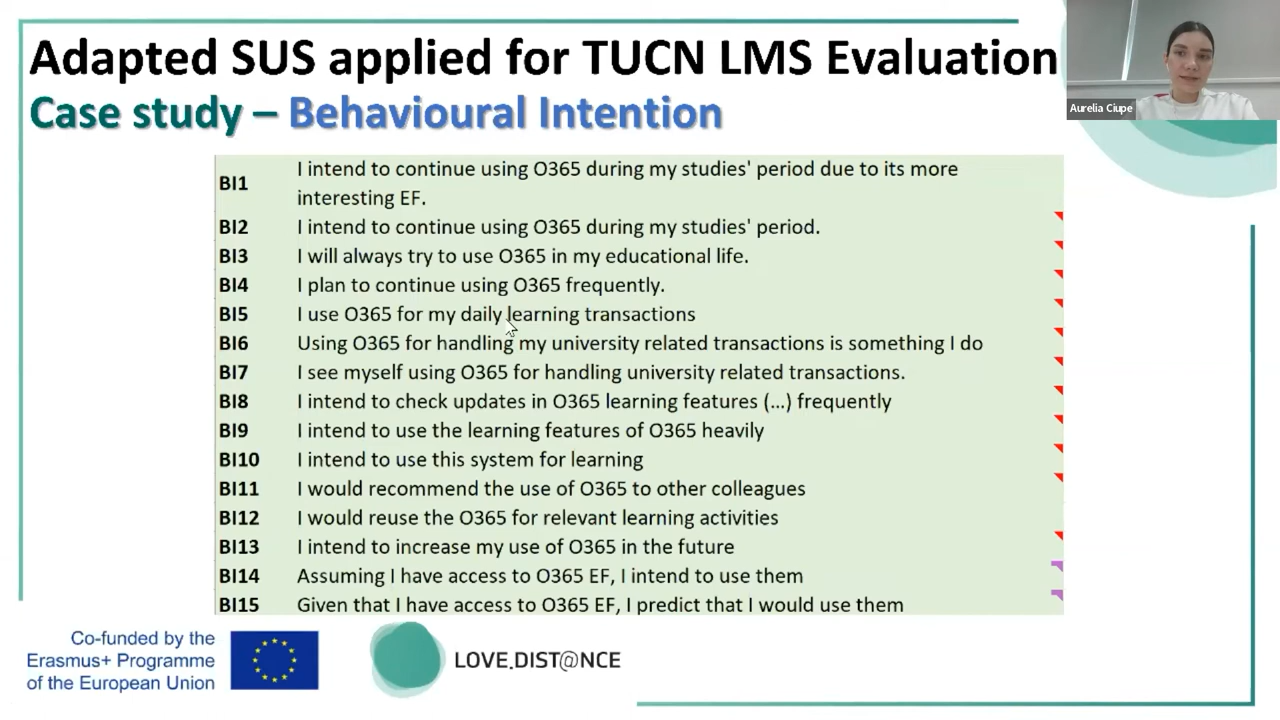 Adapted SUS applied for TUCN LMS Evaluation
Case study – Behavioural Intention
Aurelia Ciupe
BI1 I intend to continue using O365 during my studies' period due to its more
interesting EF.
BI2 I intend to continue using O365 during my studies' period.
BI3 I will always try to use O365 in my educational life.
BI4 I plan to continue using O365 frequently.
BI5 I use O365 for my daily learning transactions
BI6 Using O365 for handling my university related transactions is something I do
BI7 I see myself using O365 for handling university related transactions.
BI8 I intend to check updates in O365 learning features (...) frequently
BI9 I intend to use the learning features of O365 heavily
BI10 I intend to use this system for learning
BI11 I would recommend the use of O365 to other colleagues
BI12 I would reuse the O365 for relevant learning activities
BI13 I intend to increase my use of O365 in the future
BI14 Assuming I have access to O365 EF, I intend to use them
BI15 Given that I have access to O365 EF, I predict that I would use them
Co-funded by the
Erasmus+ Programme
of the European Union
LOVE.DIST@NCE